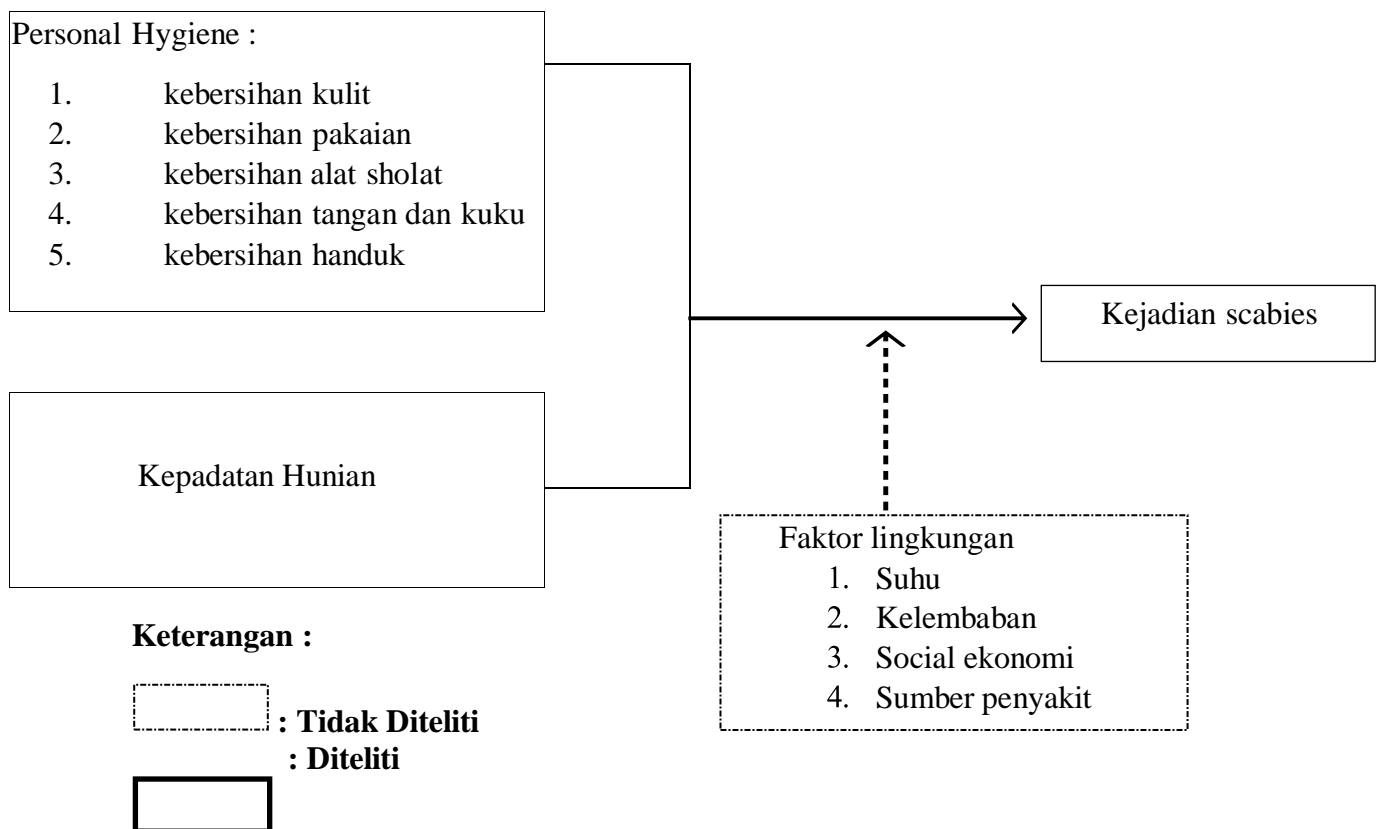 Personal Hygiene :
1. kebersihan kulit
2. kebersihan pakaian
3. kebersihan alat sholat
4. kebersihan tangan dan kuku
5. kebersihan handuk
Kejadian scabies
Kepadatan Hunian
Faktor lingkungan
1. Suhu
2. Kelembaban
3. Social ekonomi
4. Sumber penyakit
Keterangan :
: Tidak Diteliti
: Diteliti